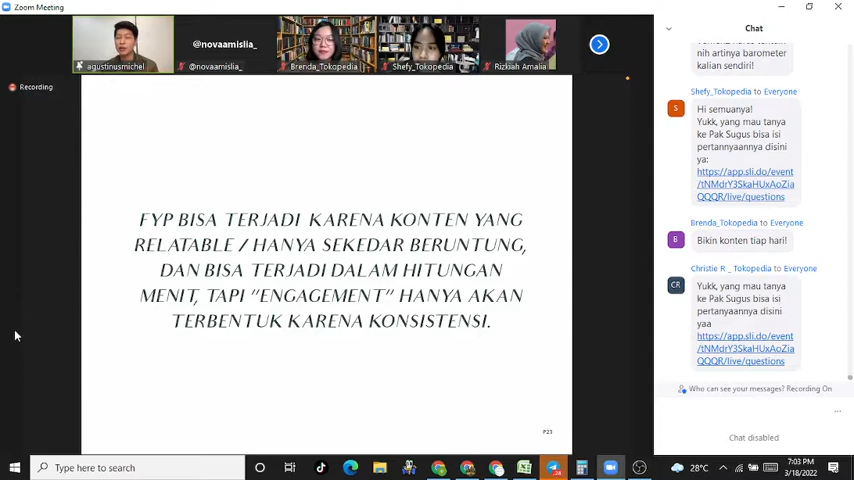 Zoom Meeting
agustinusmichel
@novaamislia_
@novaamislia_
Brenda_Tokopedia
Shefy_Tokopedia
Rizkiah Amalia
Recording
FYP BISA TERJADI KARENA KONTEN YANG
RELATABLE / HANYA SEKEDAR BERUNTUNG,
DAN BISA TERJADI DALAM HITUNGAN
MENIT, TAPI "ENGAGEMENT" HANYA AKAN
TERBENTUK KARENA KONSISTENSI.
P23
Chat
nih artinya barometer
kalian sendiri!
Shefy_Tokopedia to Everyone
S
Hi semuanya!
Yukk, yang mau tanya
ke Pak Sugus bisa isi
pertannyaannya disini
ya:
https://app.sli.do/event
/tNMdrY3SkaHUxAoZia
QQQR/live/questions
Brenda_Tokopedia to Everyone
B
Bikin konten tiap hari!
Christie R _ Tokopedia to Everyone
CR
Yukk, yang mau tanya
ke Pak Sugus bisa isi
pertanyaannya disini
yaa
https://app.sli.do/event
/tNMdrY3SkaHUxAoZia
QQQR/live/questions
Who can see your messages? Recording On
Chat disabled
Type here to search
28°C
7:03 PM
3/18/2022